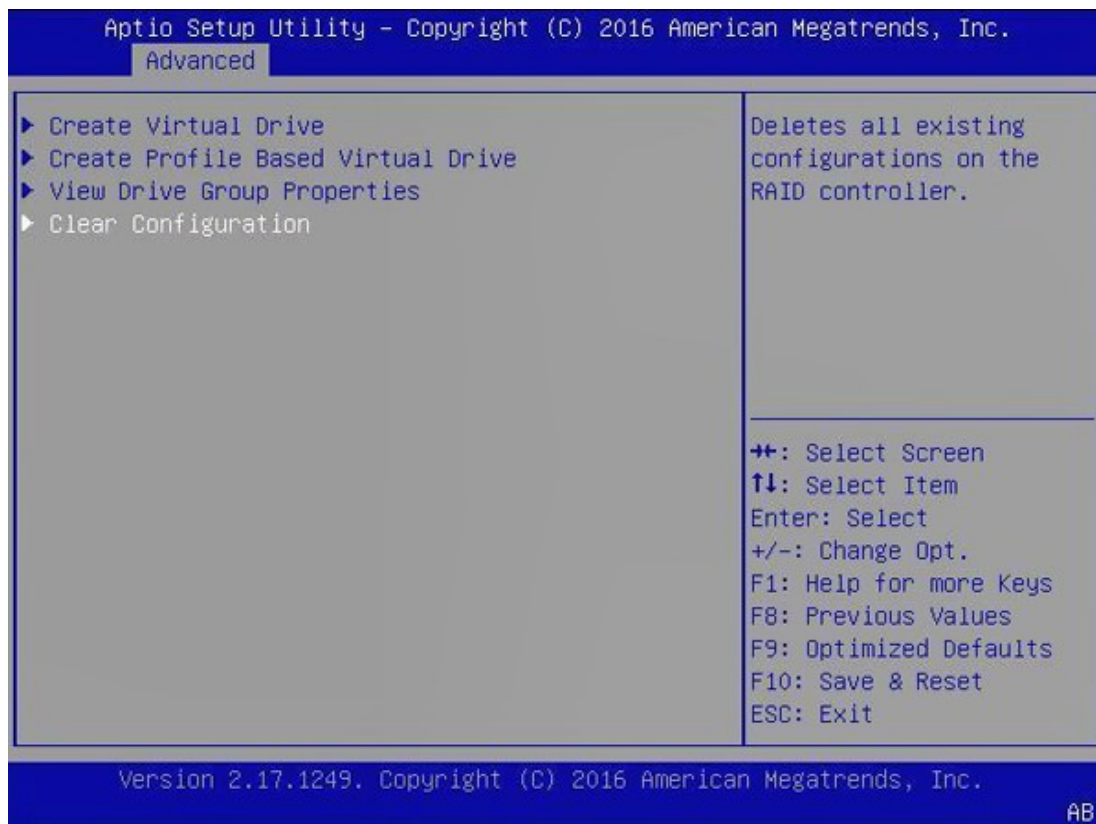 Aptio Setup Utility – Copyright (C) 2016 American Megatrends, Inc.
Advanced
▶ Create Virtual Drive
▶ Create Profile Based Virtual Drive
▶ View Drive Group Properties
▶ Clear Configuration
Deletes all existing
configurations on the
RAID controller.
→←: Select Screen
↑↓: Select Item
Enter: Select
+/-: Change Opt.
F1: Help for more Keys
F8: Previous Values
F9: Optimized Defaults
F10: Save & Reset
ESC: Exit
Version 2.17.1249. Copyright (C) 2016 American Megatrends, Inc.
AB